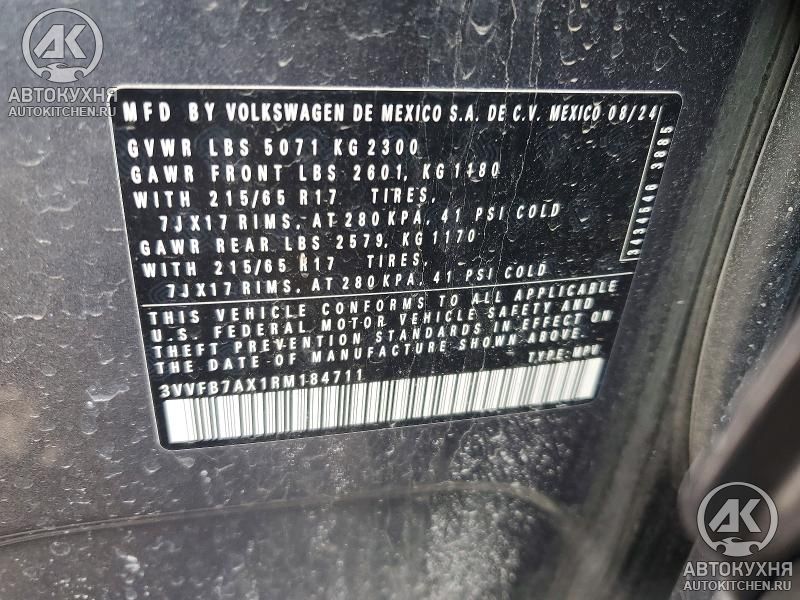 АК
АВТОКУХНЯ
AUTOKITCHEN.RU
MFD BY VOLKSWAGEN DE MEXICO S.A. DE C.V. MEXICO 08/24
GVWR LBS 5071 KG 2300
GAWR FRONT LBS 2601, KG 1180
WITH 215/65 R17 TIRES,
7JX17 RIMS, AT 280 KPA, 41 PSI COLD
GAWR REAR LBS 2579, KG 1170
WITH 215/65 R17 TIRES,
7JX17 RIMS, AT 280 KPA, 41 PSI COLD
THIS VEHICLE CONFORMS TO ALL APPLICABLE
U.S. FEDERAL MOTOR VEHICLE SAFETY AND
THEFT PREVENTION STANDARDS IN EFFECT ON
THE DATE OF MANUFACTURE SHOWN ABOVE.
3VVFB7AX1RM184711 TYPE: MPV
3434640 3885
АК
АВТОКУХНЯ
AUTOKITCHEN.RU